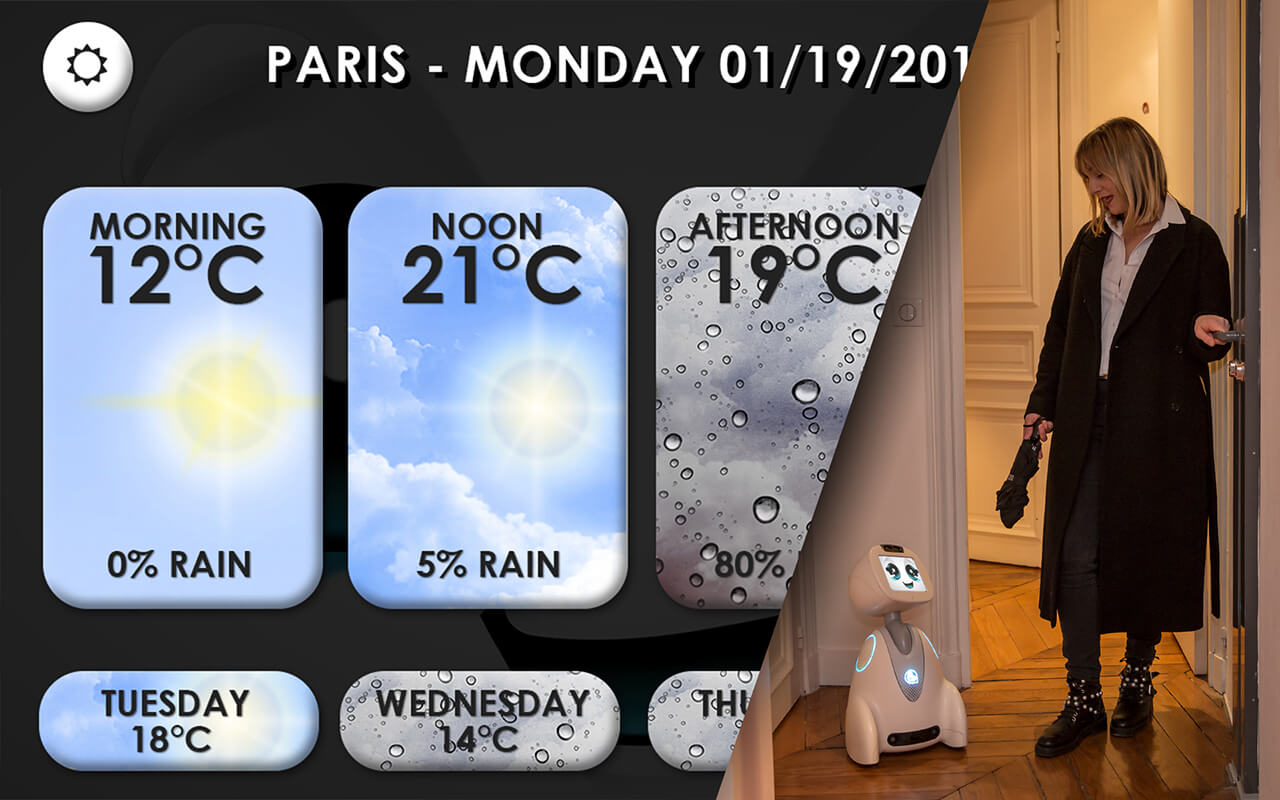 PARIS - MONDAY 01/19/201
MORNING
12°C
0% RAIN
NOON
21°C
5% RAIN
AFTERNOON
19°C
80%
TUESDAY
18°C
WEDNESDAY
14°C
THU